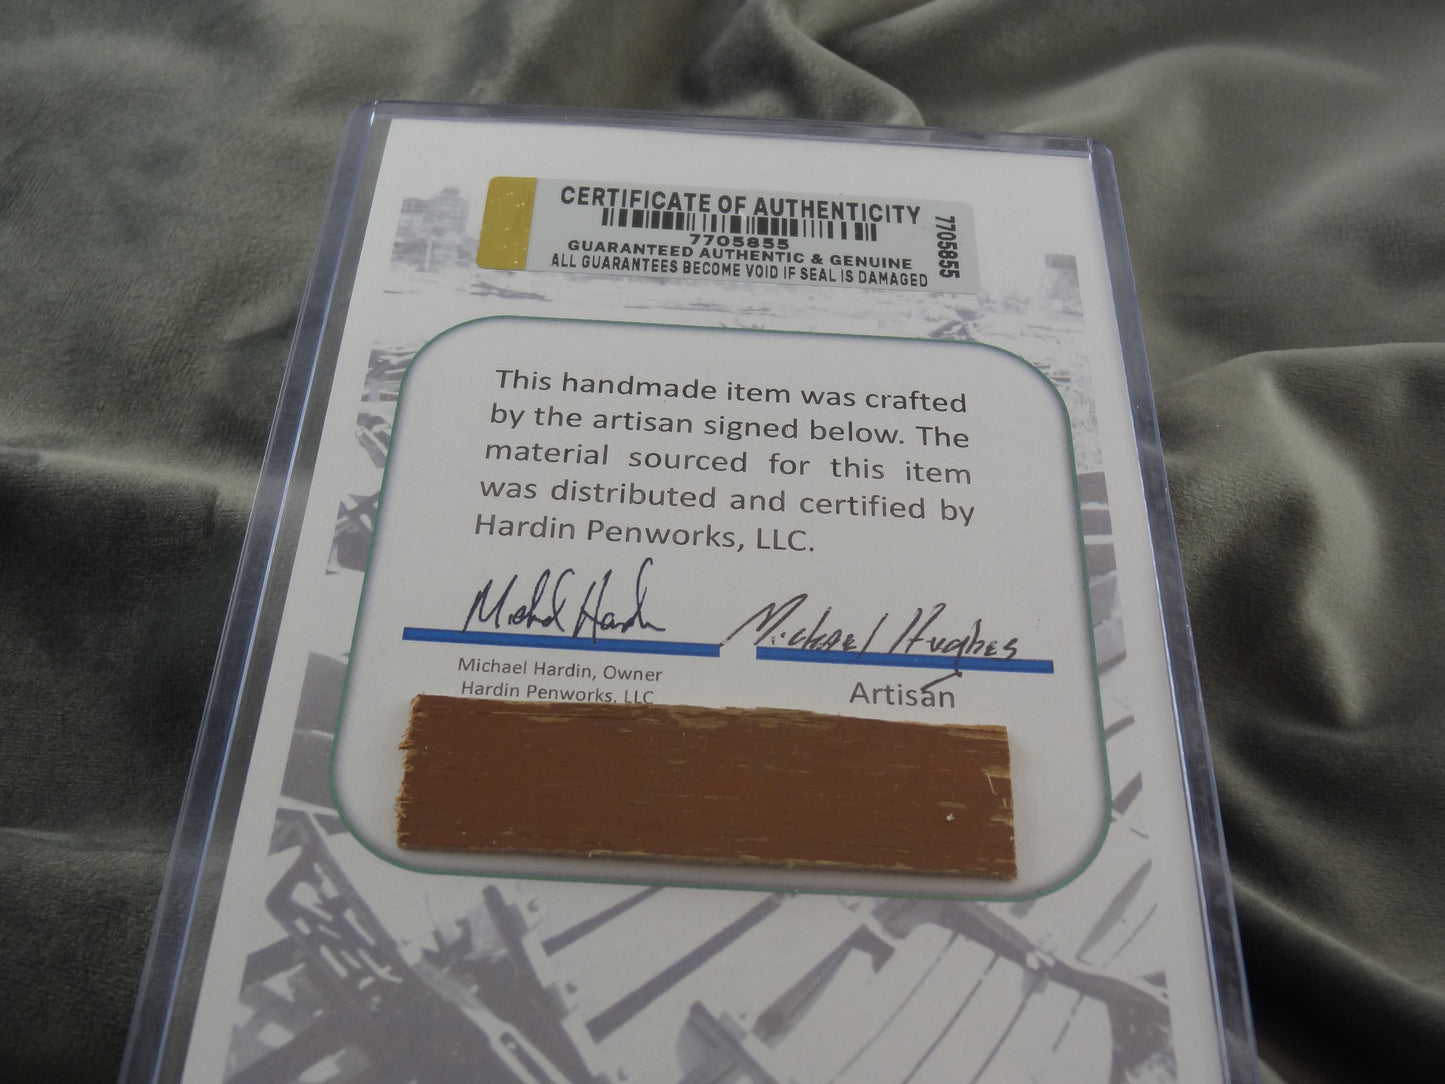 CERTIFICATE OF AUTHENTICITY
7705855
7705855
GUARANTEED AUTHENTIC & GENUINE
ALL GUARANTEES BECOME VOID IF SEAL IS DAMAGED
This handmade item was crafted
by the artisan signed below. The
material sourced for this item
was distributed and certified by
Hardin Penworks, LLC.
Michael Hardin
Michael Hughes
Michael Hardin, Owner
Hardin Penworks, LLC
Artisan